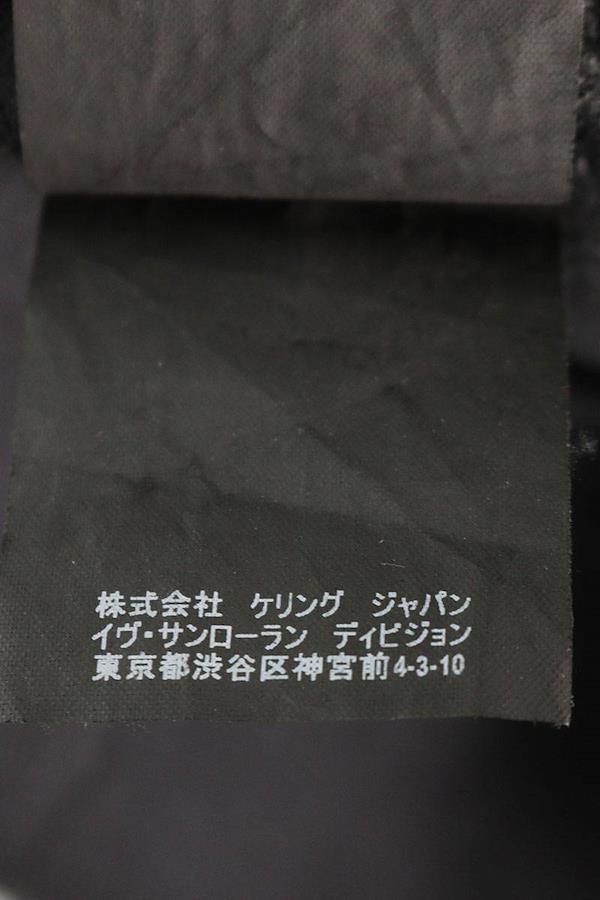 株式会社　ケリング　ジャパン
イヴ・サンローラン　ディビジョン
東京都渋谷区神宮前4-3-10